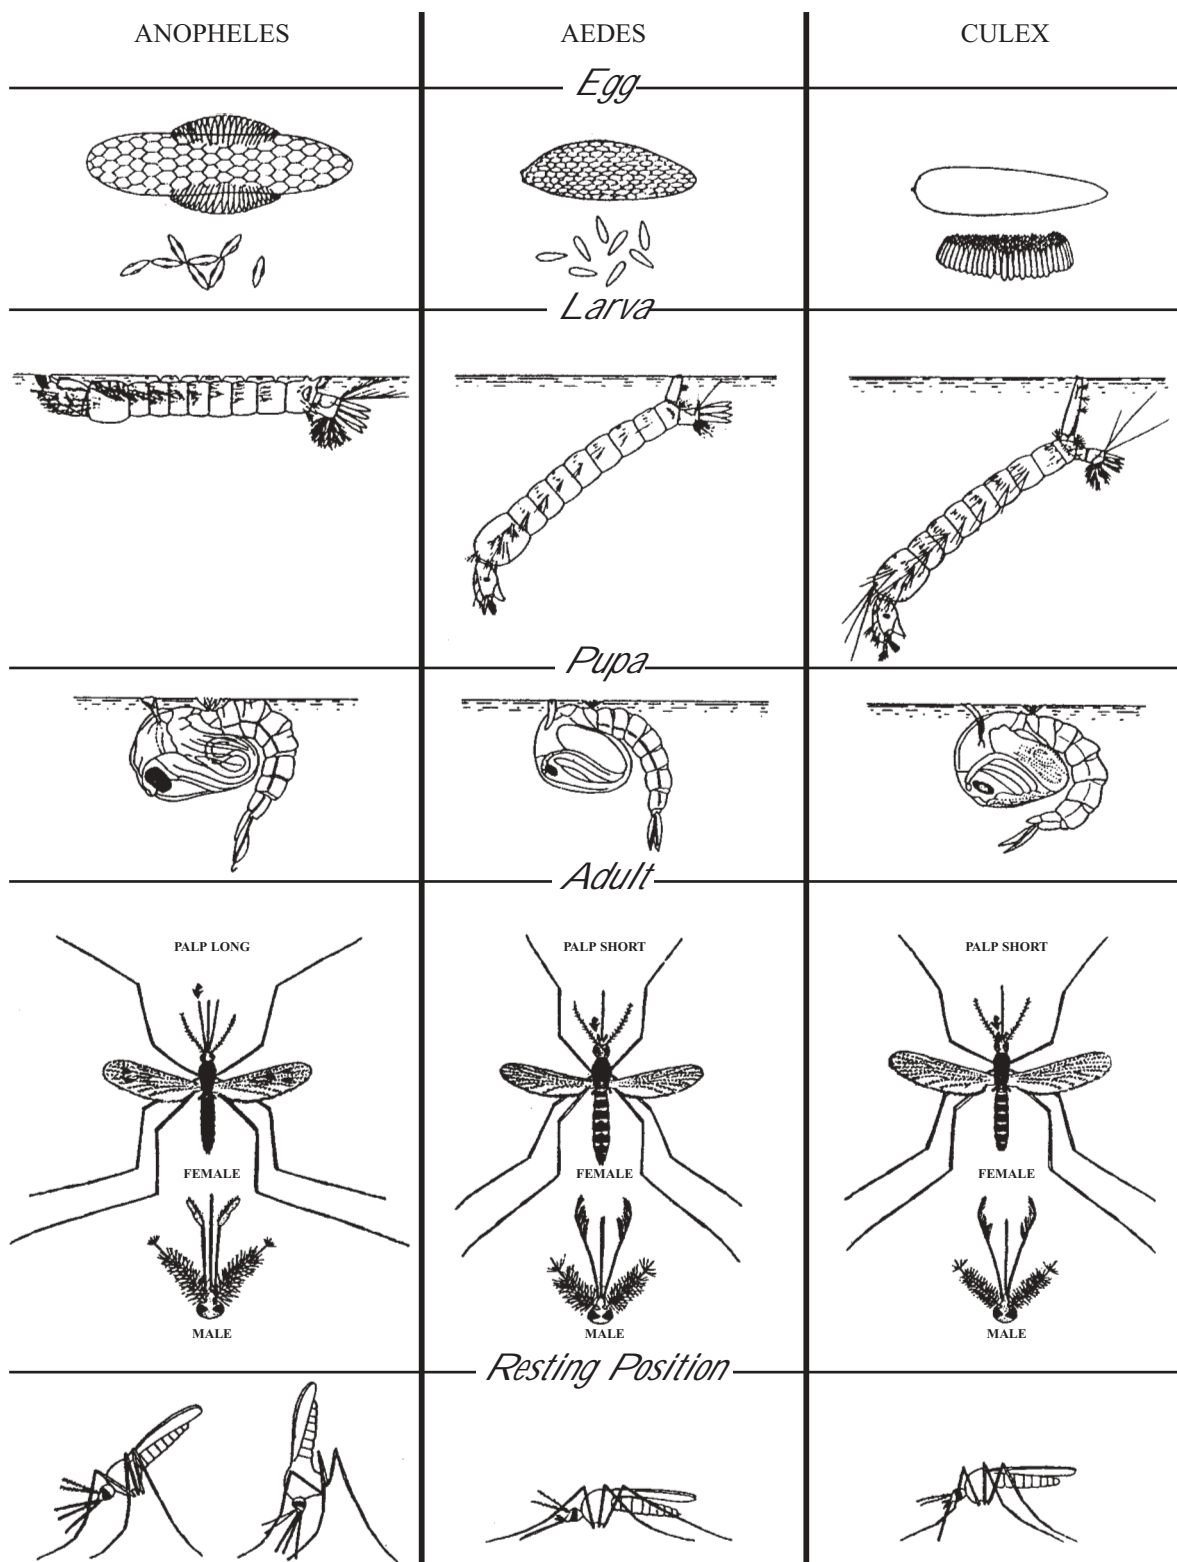 ANOPHELES AEDES CULEX
Egg
Larva
Pupa
Adult
PALP LONG PALP SHORT PALP SHORT
FEMALE FEMALE FEMALE
MALE MALE MALE
Resting Position